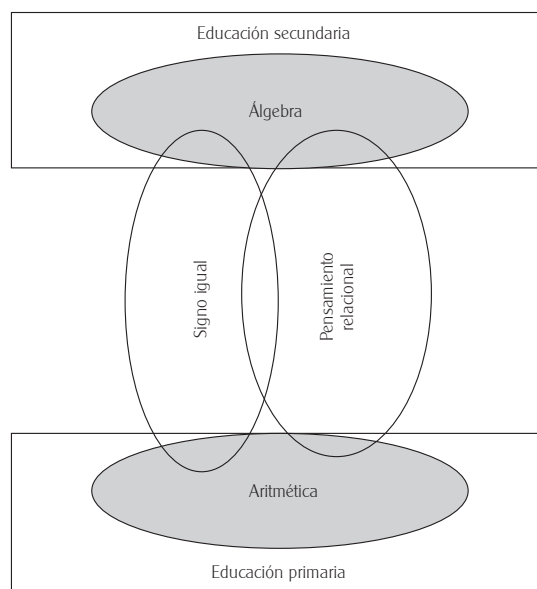 Educación secundaria
Álgebra
Signo igual
Pensamiento
relacional
Aritmética
Educación primaria